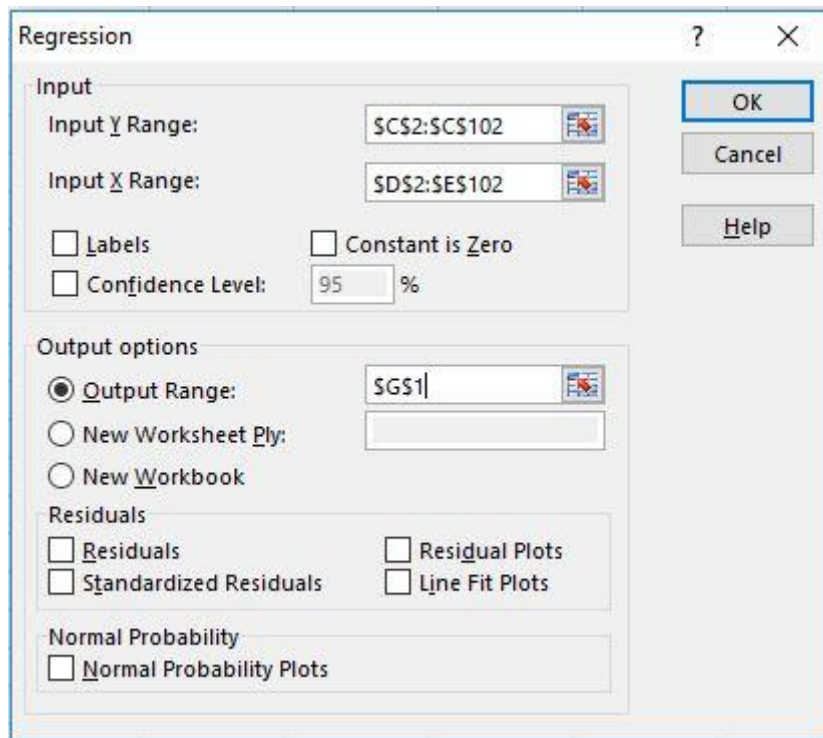 Regression
?
Input
Input Y Range:
$C$2:$C$102
Input X Range:
$D$2:$E$102
Labels
Constant is Zero
Confidence Level:
95
%
OK
Cancel
Help
Output options
Output Range:
$G$1
New Worksheet Ply:
New Workbook
Residuals
Residuals
Residual Plots
Standardized Residuals
Line Fit Plots
Normal Probability
Normal Probability Plots